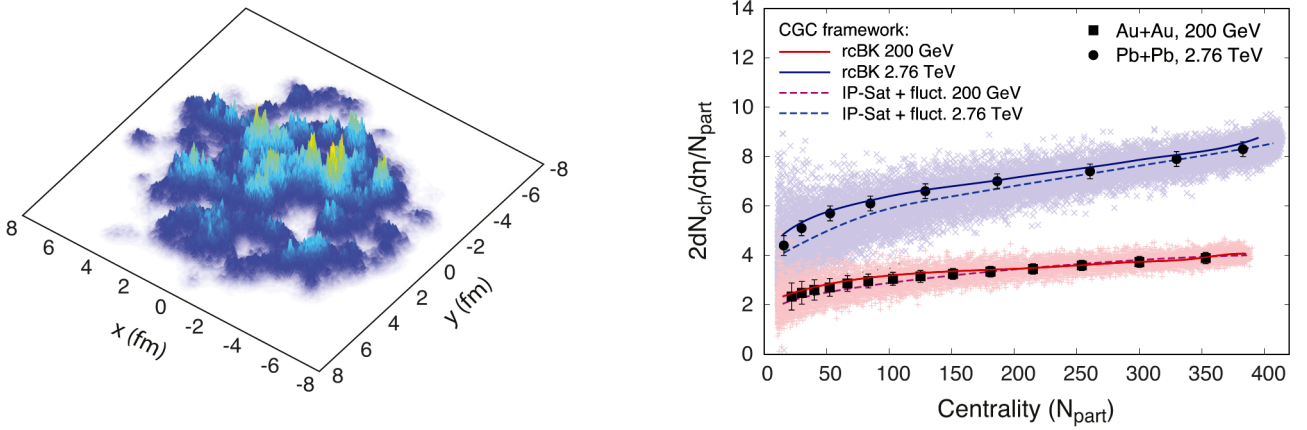 8
6
4
2
0
-2
-4
-6
-8
x (fm)
8
6
4
2
0
-2
-4
-6
-8
y (fm)
14
12
10
8
6
4
2
0
2dNch/dη/Npart
CGC framework:
rcBK 200 GeV
rcBK 2.76 TeV
IP-Sat + fluct. 200 GeV
IP-Sat + fluct. 2.76 TeV
Au+Au, 200 GeV
Pb+Pb, 2.76 TeV
0 50 100 150 200 250 300 350 400
Centrality (Npart)